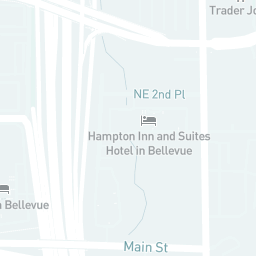 Trader Jo
NE 2nd Pl
Hampton Inn and Suites
Hotel in Bellevue
n Bellevue
Main St